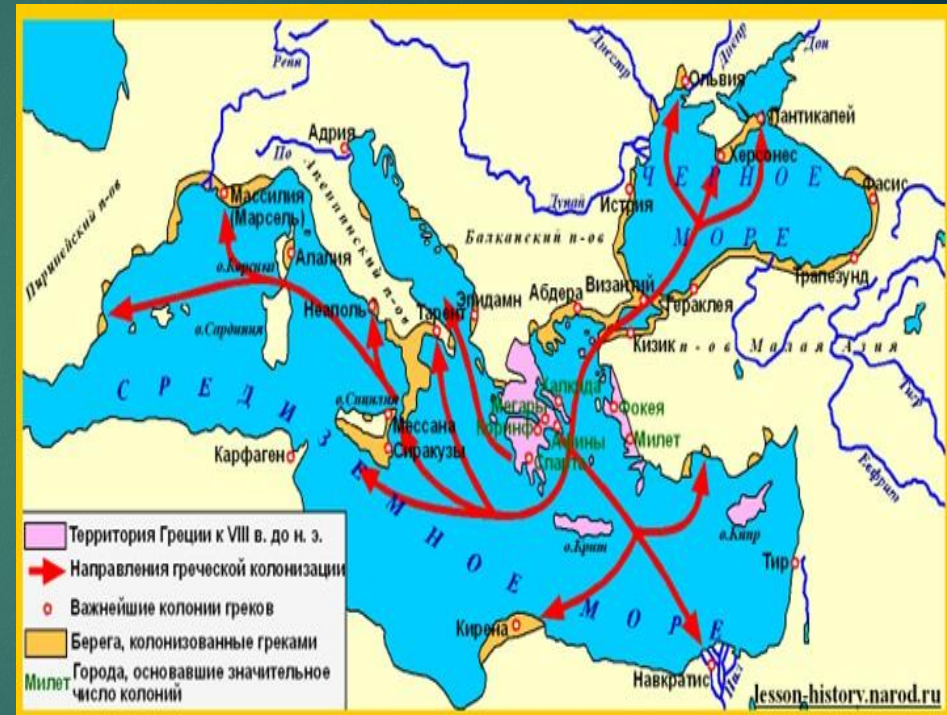 Рейн
Днестр
Днепр
Дон
Ольвия
Пантикапей
Херсонес
Адрия
По
Апеннинский п-ов
Пиренейский п-ов
Массилия
(Марсель)
о.Корсика
Алалия
о.Сардиния
Неаполь
Тарент
Эпидамн
Абдера
Византий
Балканский п-ов
Дунай
Истрия
ЧЕРНОЕ
МОРЕ
Фасис
Трапезунд
Гераклея
Кизик
п-ов Малая Азия
Тигр
Евфрат
Халкида
Мегары
Коринф
Афины
Спарта
Фокея
Милет
о.Сицилия
Мессана
Сиракузы
Карфаген
СРЕДИЗЕМНОЕ МОРЕ
о.Крит
о.Кипр
Тир
Кирена
Навкратис
Нил
Территория Греции к VIII в. до н. э.
Направления греческой колонизации
Важнейшие колонии греков
Берега, колонизованные греками
Милет Города, основавшие значительное
число колоний
lesson-history.narod.ru